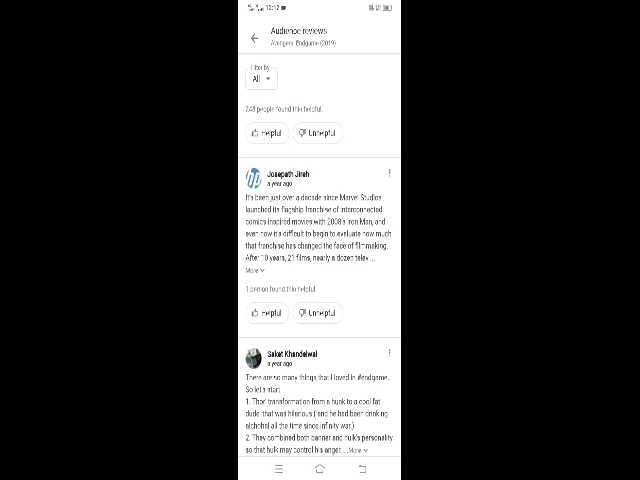 12:12
Audience reviews
Avengers: Endgame (2019)
Filter by
All
248 people found this helpful.
Helpful Unhelpful
Josepath Jireh
a year ago
It's been just over a decade since Marvel Studios
launched its flagship franchise of interconnected
comics-inspired movies with 2008's Iron Man, and
even now it's difficult to begin to evaluate how much
that franchise has changed the face of filmmaking.
After 10 years, 21 films, nearly a dozen telev ...
More
1 person found this helpful.
Helpful Unhelpful
Saket Khandelwal
a year ago
There are so many things that I loved in #endgame.
So let's start
1. Thor' transformation from a hunk to a cool fat
dude. that was hilarious ( and he had been drinking
alchohal all the time since infinity war.)
2. They combined both banner and hulk's personality
so that hulk may control his anger. ...More